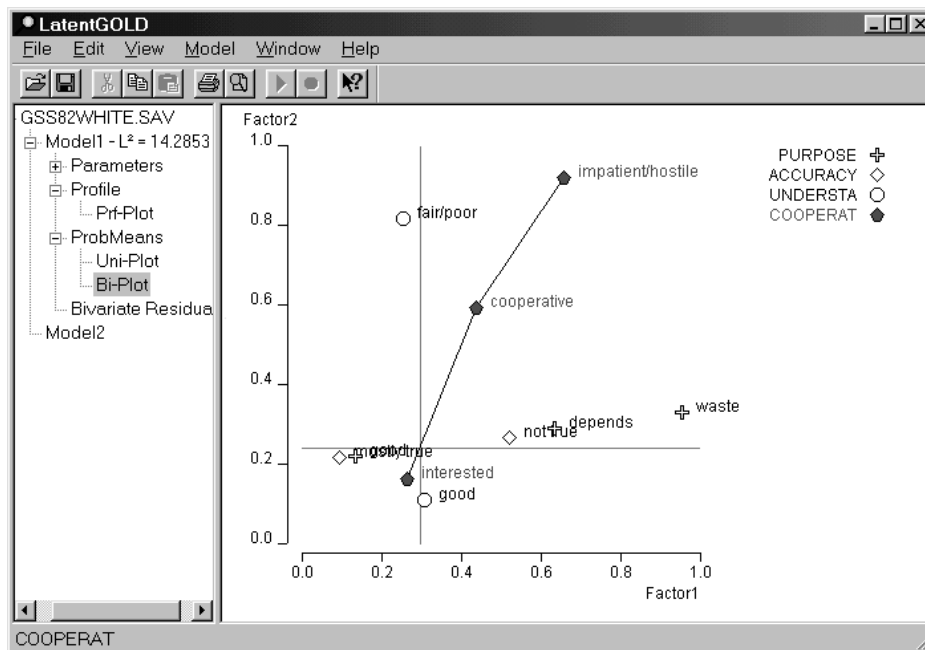 LatentGOLD
File Edit View Model Window Help
GSS82WHITE.SAV
Model1 - L² = 14.2853
Parameters
Profile
Prf-Plot
ProbMeans
Uni-Plot
Bi-Plot
Bivariate Residua
Model2
Factor2
1.0
0.8
0.6
0.4
0.2
0.0
0.0 0.2 0.4 0.6 0.8 1.0
Factor1
impatient/hostile
fair/poor
cooperative
waste
depends
not true
mostly true
good
interested
good
PURPOSE
ACCURACY
UNDERSTA
COOPERAT
COOPERAT